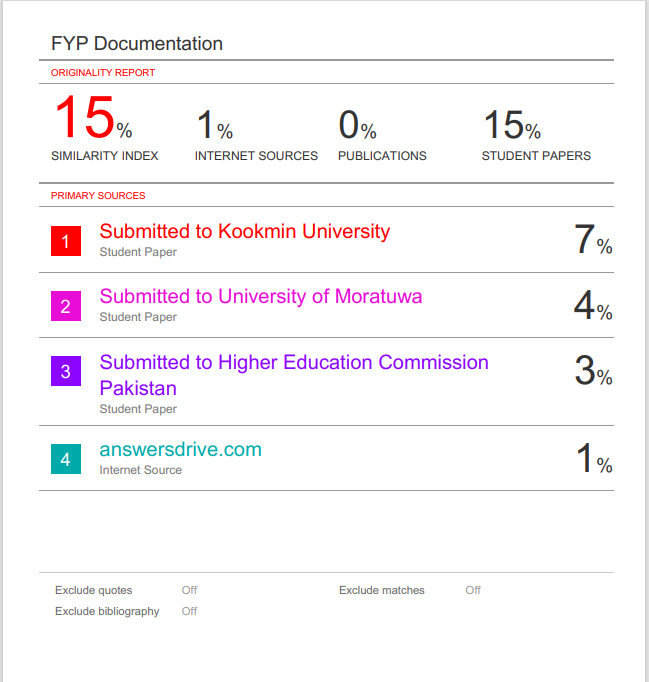 FYP Documentation
ORIGINALITY REPORT
15% 1% 0% 15%
SIMILARITY INDEX INTERNET SOURCES PUBLICATIONS STUDENT PAPERS
PRIMARY SOURCES
1 Submitted to Kookmin University 7%
Student Paper
2 Submitted to University of Moratuwa 4%
Student Paper
3 Submitted to Higher Education Commission 3%
Pakistan
Student Paper
4 answersdrive.com 1%
Internet Source
Exclude quotes Off Exclude matches Off
Exclude bibliography Off